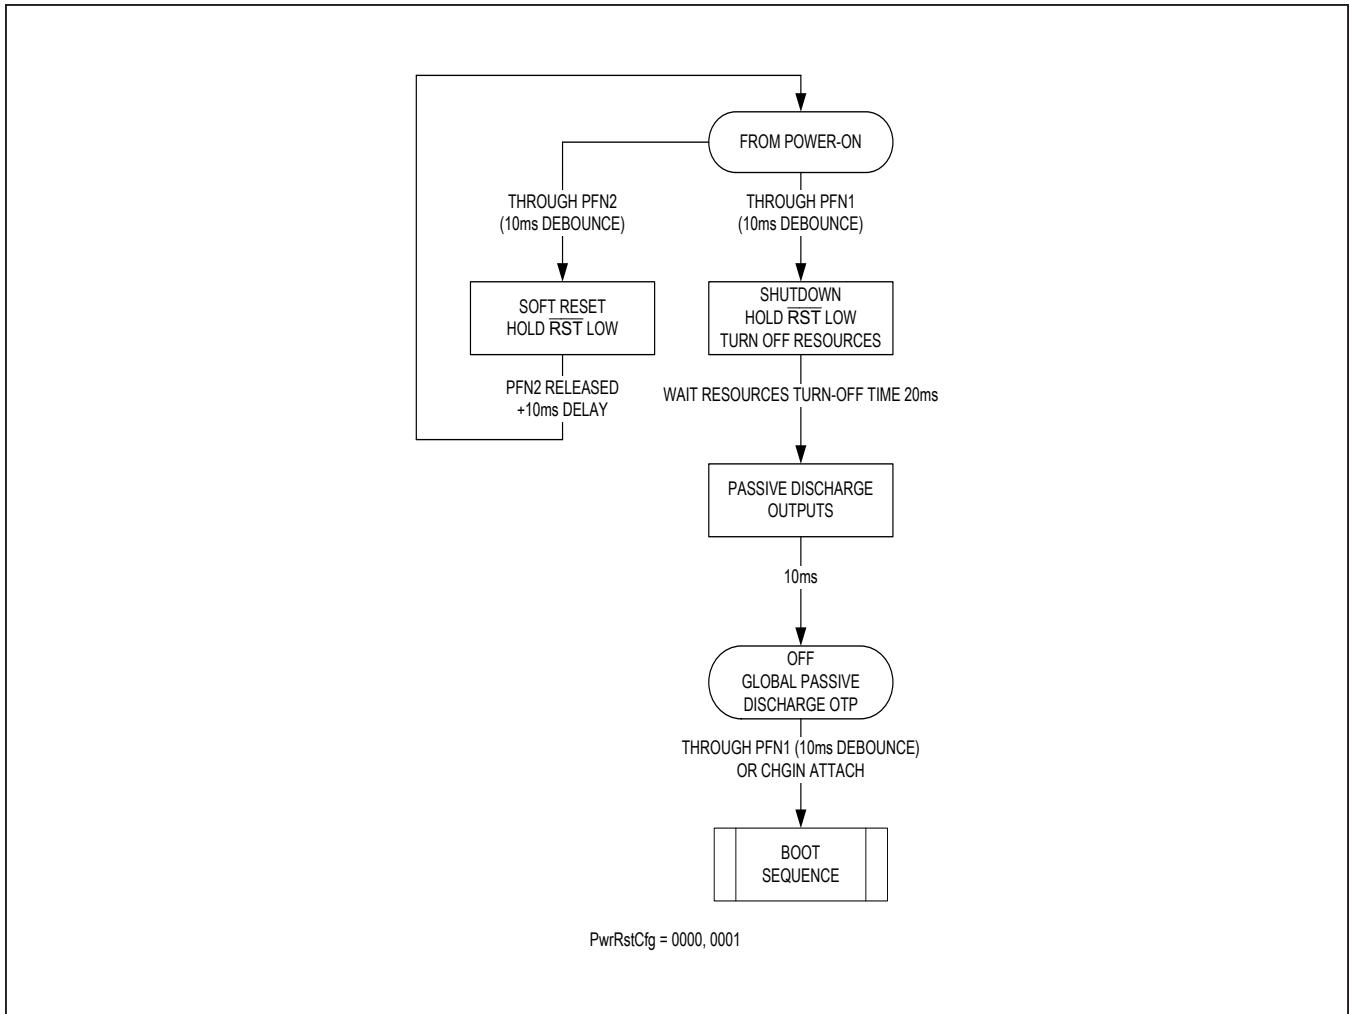 FROM POWER-ON
THROUGH PFN2
(10ms DEBOUNCE)
THROUGH PFN1
(10ms DEBOUNCE)
SOFT RESET
HOLD R̅S̅T̅ LOW
SHUTDOWN
HOLD R̅S̅T̅ LOW
TURN OFF RESOURCES
PFN2 RELEASED
+10ms DELAY
WAIT RESOURCES TURN-OFF TIME 20ms
PASSIVE DISCHARGE
OUTPUTS
10ms
OFF
GLOBAL PASSIVE
DISCHARGE OTP
THROUGH PFN1 (10ms DEBOUNCE)
OR CHGIN ATTACH
BOOT
SEQUENCE
PwrRstCfg = 0000, 0001